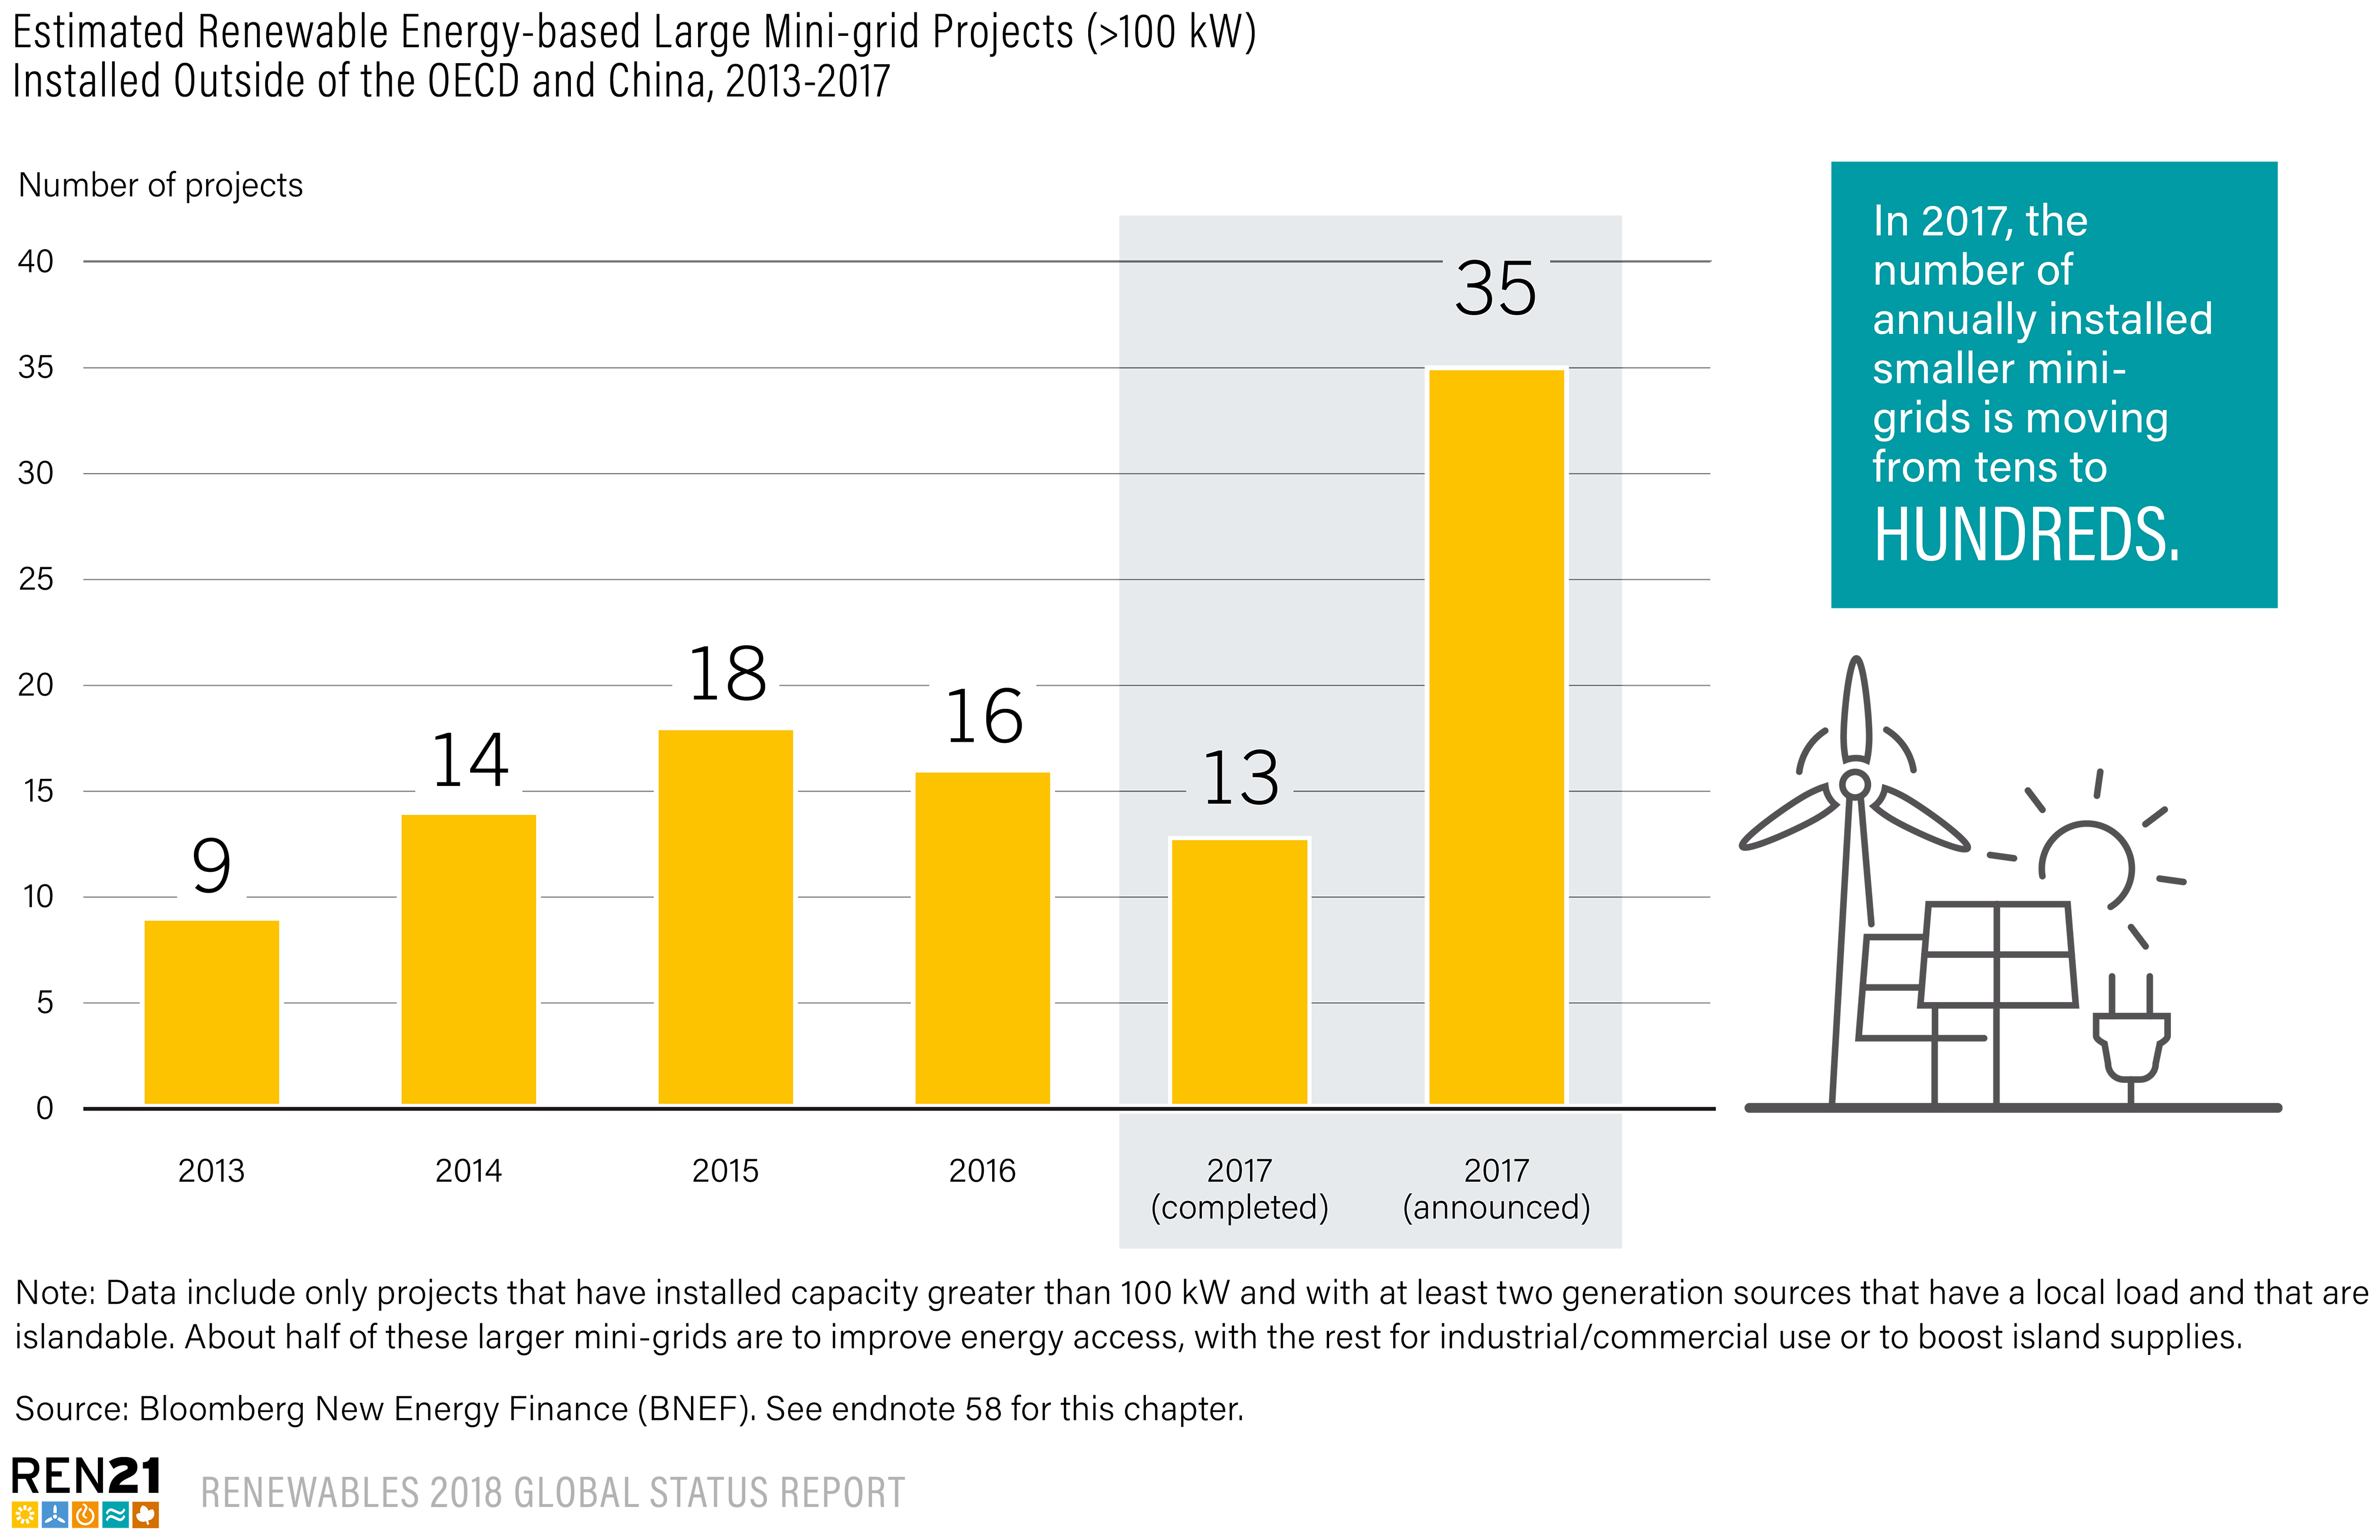 Estimated Renewable Energy-based Large Mini-grid Projects (>100 kW)
Installed Outside of the OECD and China, 2013-2017
Number of projects
40
35
30
25
20
15
10
5
0
9
14
18
16
13
35
2013
2014
2015
2016
2017
(completed)
2017
(announced)
In 2017, the
number of
annually installed
smaller mini-
grids is moving
from tens to
HUNDREDS.
Note: Data include only projects that have installed capacity greater than 100 kW and with at least two generation sources that have a local load and that are
islandable. About half of these larger mini-grids are to improve energy access, with the rest for industrial/commercial use or to boost island supplies.
Source: Bloomberg New Energy Finance (BNEF). See endnote 58 for this chapter.
REN21
RENEWABLES 2018 GLOBAL STATUS REPORT